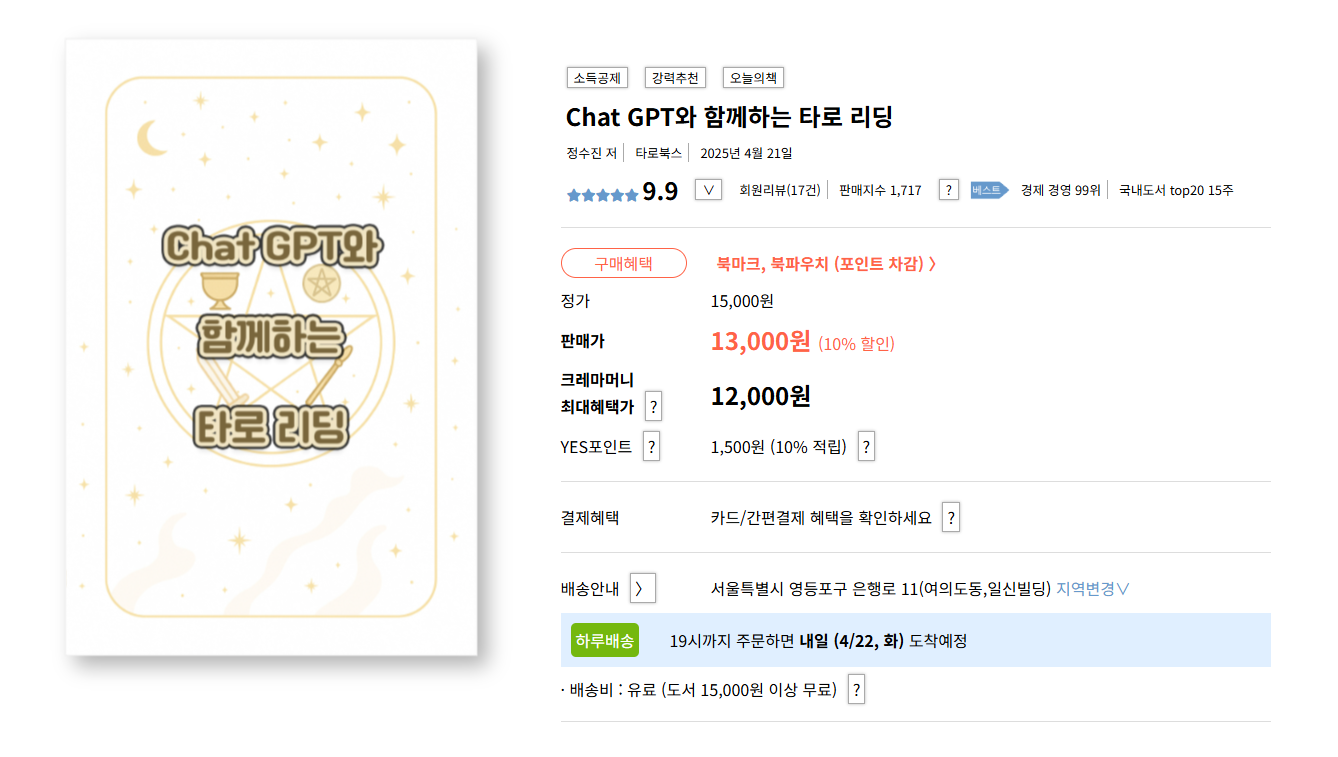 Chat GPT와
함께하는
타로 리딩
소득공제 강력추천 오늘의책
Chat GPT와 함께하는 타로 리딩
정수진 저 타로북스 2025년 4월 21일
9.9 ∨ 회원리뷰(17건) 판매지수 1,717 ? 베스트 경제 경영 99위 국내도서 top20 15주
구매혜택 북마크, 북파우치 (포인트 차감) 〉
정가 15,000원
판매가 13,000원 (10% 할인)
크레마머니
최대혜택가 ? 12,000원
YES포인트 ? 1,500원 (10% 적립) ?
결제혜택 카드/간편결제 혜택을 확인하세요 ?
배송안내 〉 서울특별시 영등포구 은행로 11(여의도동,일신빌딩) 지역변경∨
하루배송 19시까지 주문하면 내일 (4/22, 화) 도착예정
· 배송비 : 유료 (도서 15,000원 이상 무료) ?